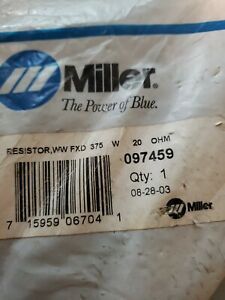 Miller®
The Power of Blue.
RESISTOR,WW FXD 375 W 20 OHM
097459
Qty: 1
08-28-03
Miller
7 15959 06704 1